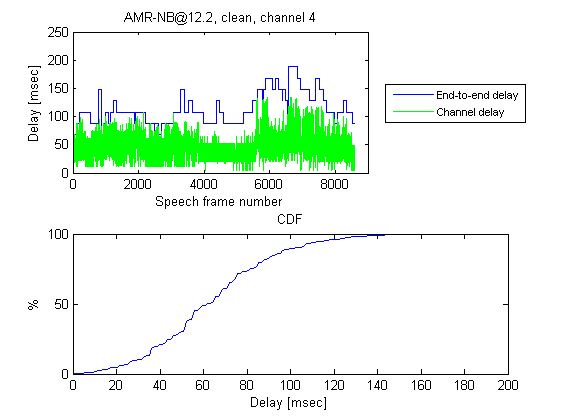 AMR-NB@12.2, clean, channel 4
250
200
150
100
50
0
Delay [msec]
0 2000 4000 6000 8000
Speech frame number
End-to-end delay
Channel delay
CDF
100
50
0
%
0 20 40 60 80 100 120 140 160 180 200
Delay [msec]